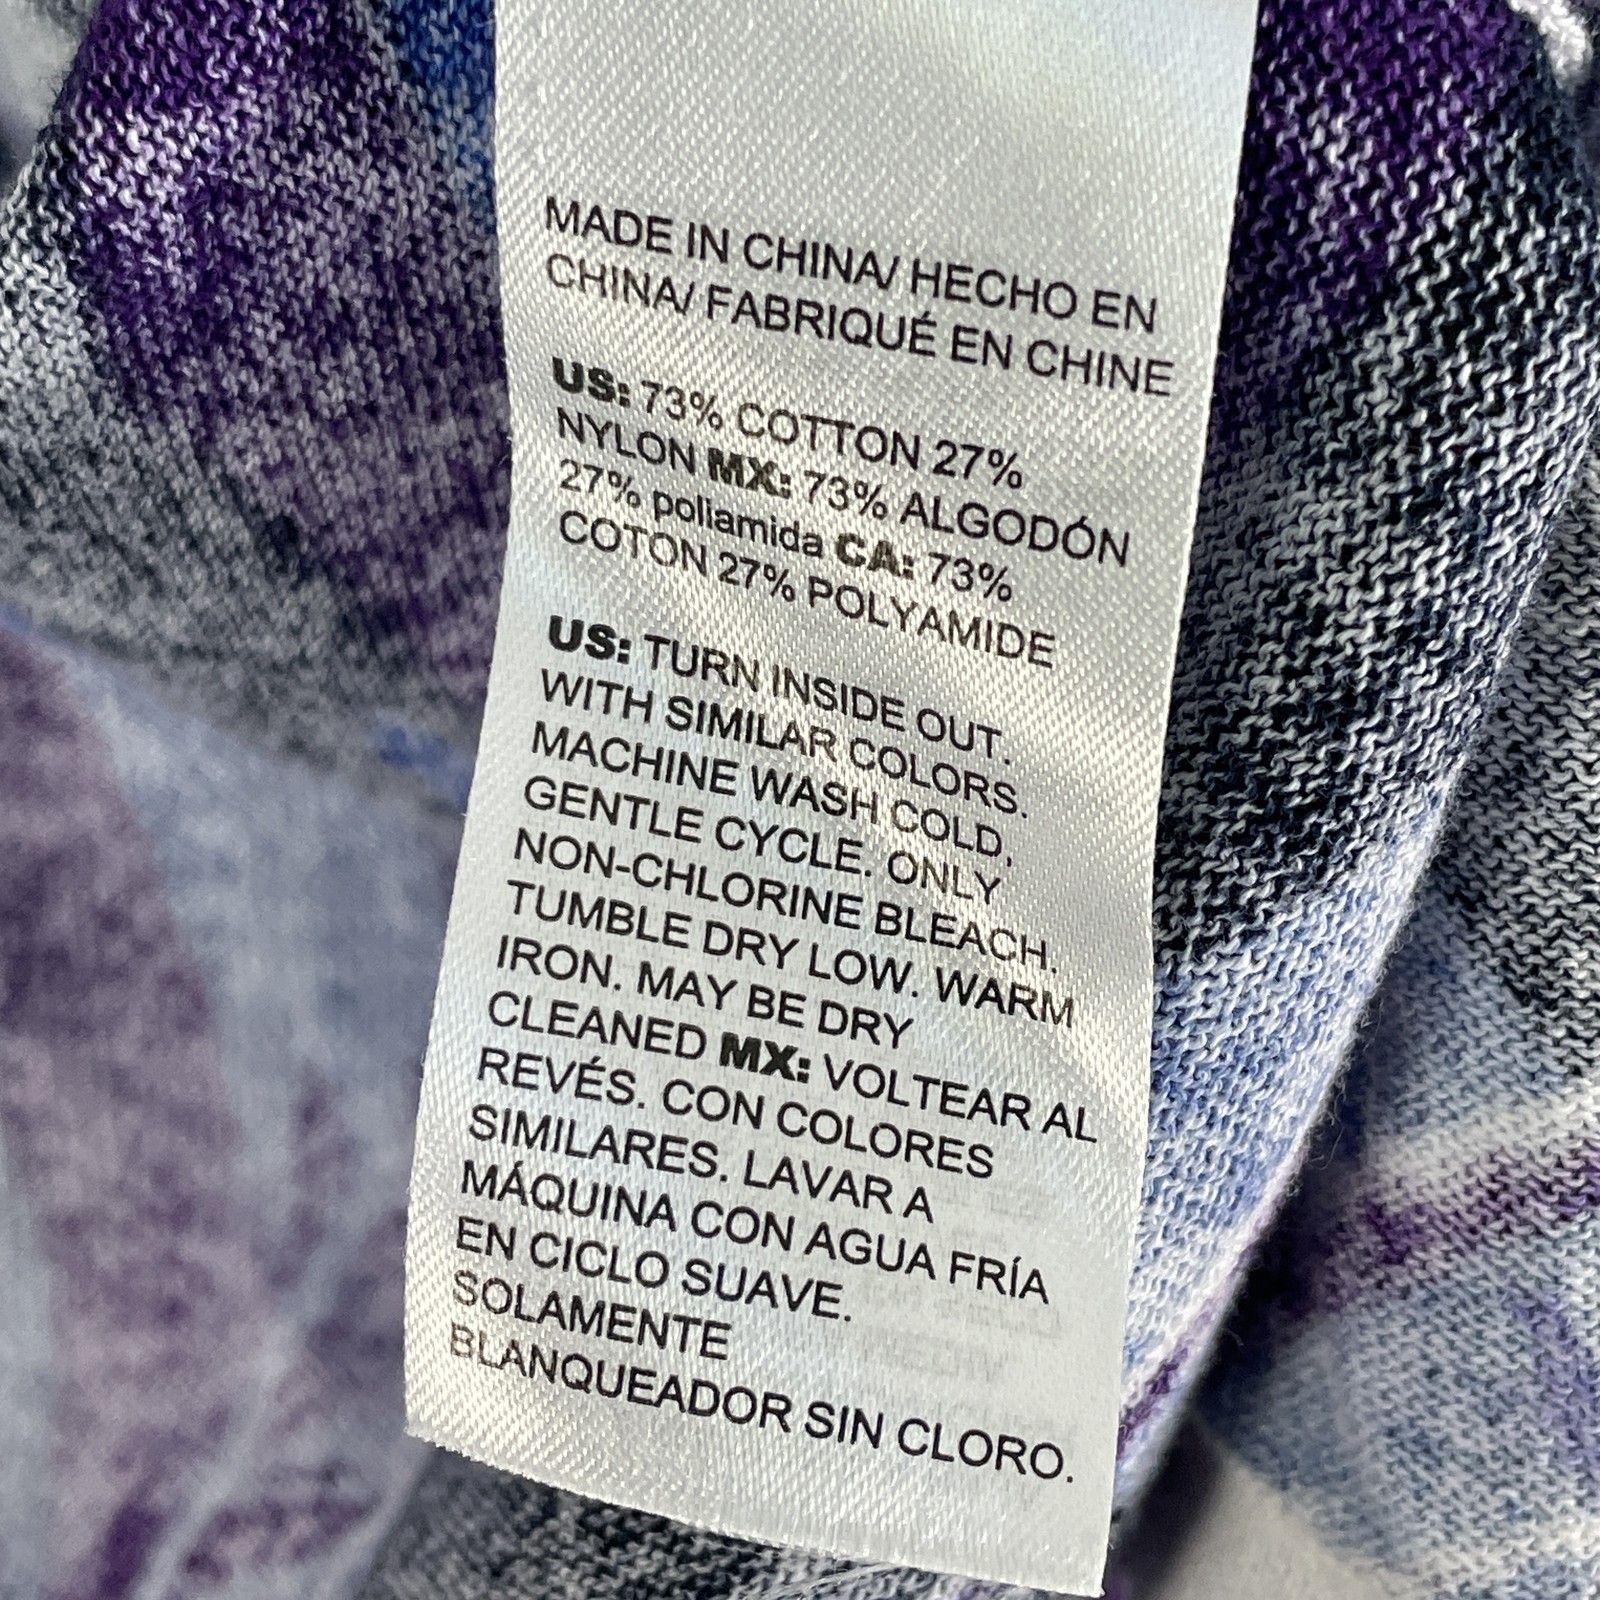 MADE IN CHINA/ HECHO EN
CHINA/ FABRIQUÉ EN CHINE
US: 73% COTTON 27%
NYLON MX: 73% ALGODÓN
27% poliamida CA: 73%
COTON 27% POLYAMIDE
US: TURN INSIDE OUT.
WITH SIMILAR COLORS.
MACHINE WASH COLD,
GENTLE CYCLE. ONLY
NON-CHLORINE BLEACH.
TUMBLE DRY LOW. WARM
IRON. MAY BE DRY
CLEANED MX: VOLTEAR AL
REVÉS. CON COLORES
SIMILARES. LAVAR A
MÁQUINA CON AGUA FRÍA
EN CICLO SUAVE.
SOLAMENTE
BLANQUEADOR SIN CLORO.